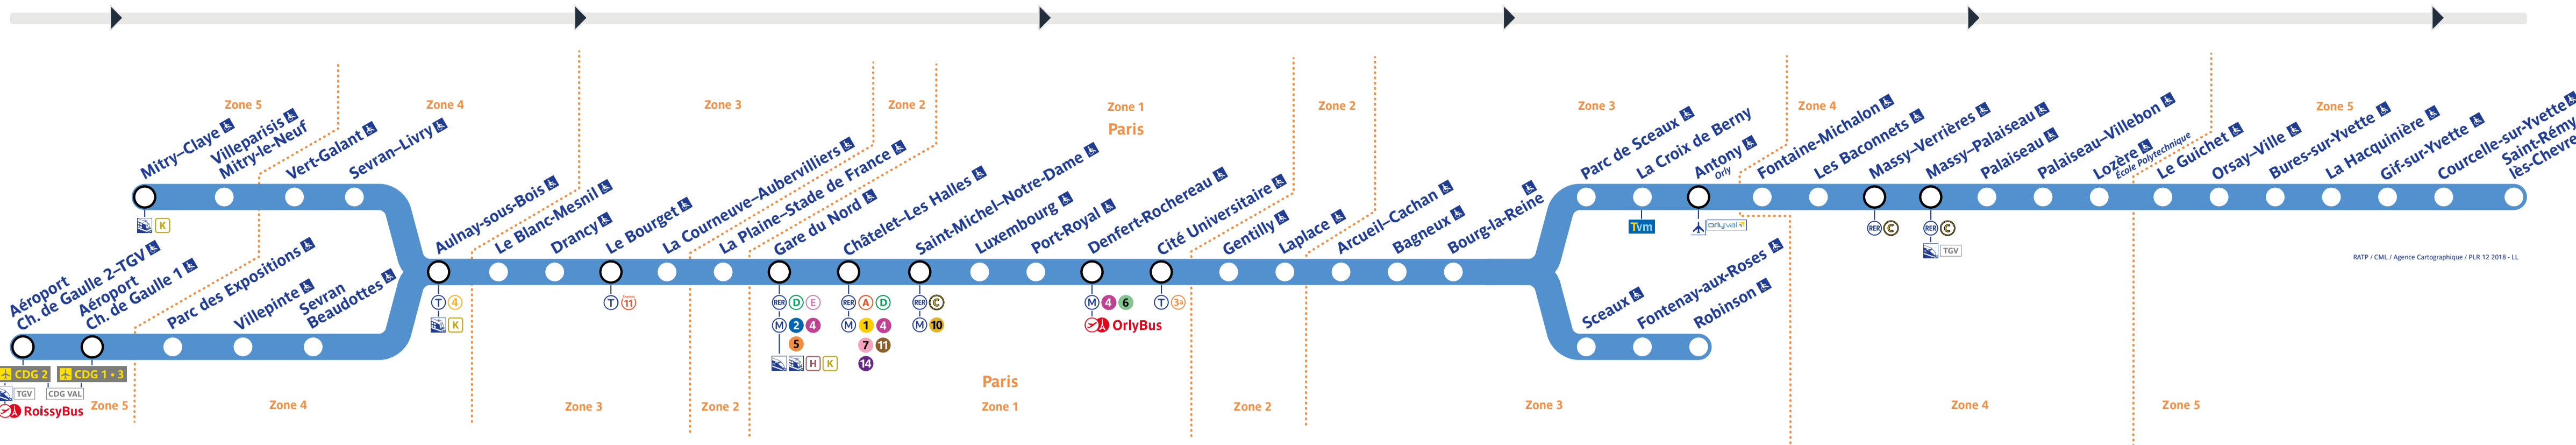 Zone 5
Zone 4
Zone 3
Zone 2
Zone 1
Paris
Zone 2
Zone 3
Zone 4
Zone 5
Mitry–Claye
Villeparisis
Mitry-le-Neuf
Vert-Galant
Sevran–Livry
K
Aéroport
Ch. de Gaulle 2–TGV
Aéroport
Ch. de Gaulle 1
Parc des Expositions
Villepinte
Sevran
Beaudottes
CDG 2
CDG 1 • 3
TGV
CDG VAL
RoissyBus
Aulnay-sous-Bois
T 4
K
Le Blanc-Mesnil
Drancy
Le Bourget
T 11
La Courneuve–Aubervilliers
La Plaine–Stade de France
Gare du Nord
RER D E
M 2 4
5
H K
Châtelet–Les Halles
RER A D
M 1 4
7 11
14
Saint-Michel–Notre-Dame
RER C
M 10
Luxembourg
Port-Royal
Denfert-Rochereau
M 4 6
OrlyBus
Cité Universitaire
T 3a
Gentilly
Laplace
Arcueil–Cachan
Bagneux
Bourg-la-Reine
Parc de Sceaux
La Croix de Berny
Tvm
Antony
Orly
orlyval
Fontaine-Michalon
Les Baconnets
Massy–Verrières
RER C
Massy–Palaiseau
RER C
TGV
Palaiseau
Palaiseau–Villebon
Lozère
École Polytechnique
Le Guichet
Orsay–Ville
Bures-sur-Yvette
La Hacquinière
Gif-sur-Yvette
Courcelle-sur-Yvette
Saint-Rémy
lès-Chevre
Sceaux
Fontenay-aux-Roses
Robinson
RATP / CML / Agence Cartographique / PLR 12 2018 - LL
Zone 5
Zone 4
Zone 3
Zone 2
Paris
Zone 1
Zone 2
Zone 3
Zone 4
Zone 5